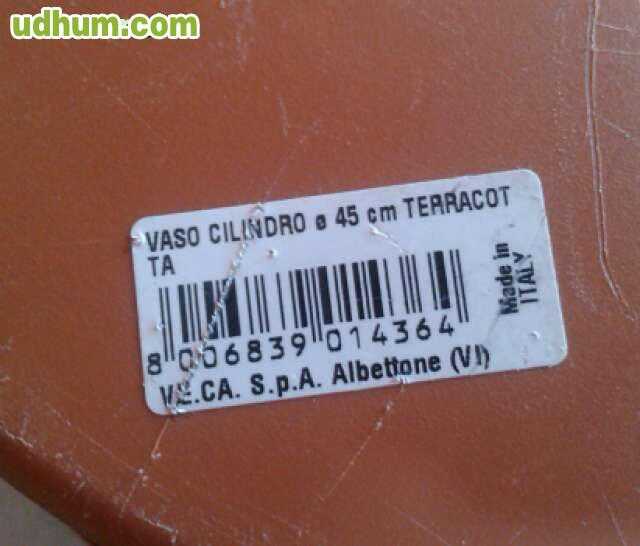 udhum.com
VASO CILINDRO ø 45 cm TERRACOT
TA
Made in
ITALY
8 006839 014364
VE.CA. S.p.A. Albettone (VI)